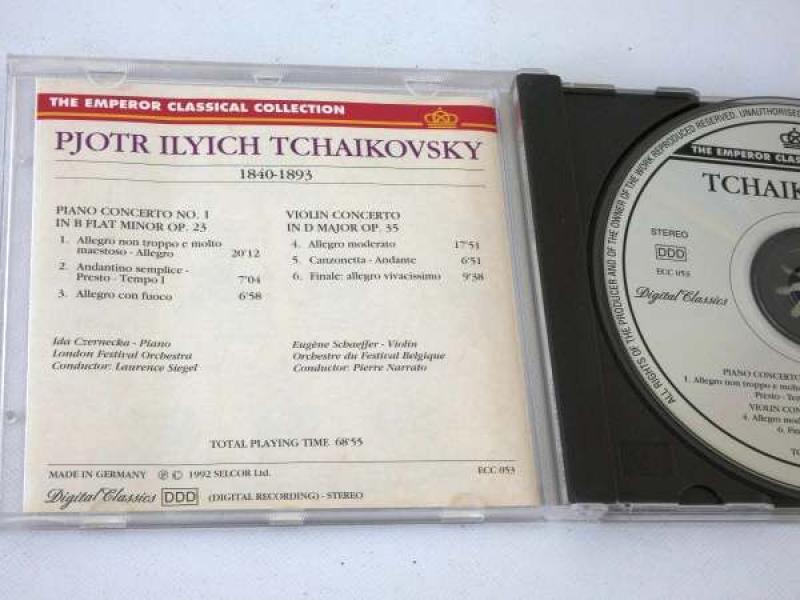 THE EMPEROR CLASSICAL COLLECTION
PJOTR ILYICH TCHAIKOVSKY
1840-1893
PIANO CONCERTO NO. 1
IN B FLAT MINOR OP. 23
1. Allegro non troppo e molto
maestoso - Allegro 20'12
2. Andantino semplice -
Presto - Tempo I 7'04
3. Allegro con fuoco 6'58
VIOLIN CONCERTO
IN D MAJOR OP. 35
4. Allegro moderato 17'51
5. Canzonetta - Andante 6'51
6. Finale: allegro vivacissimo 9'38
Ida Czernecka - Piano
London Festival Orchestra
Conductor: Laurence Siegel
Eugène Schaeffer - Violin
Orchestre du Festival Belgique
Conductor: Pierre Narrato
TOTAL PLAYING TIME 68'55
MADE IN GERMANY ℗ © 1992 SELCOR Ltd. ECC 053
Digital Classics DDD (DIGITAL RECORDING) - STEREO
ALL RIGHTS OF THE PRODUCER AND OF THE OWNER OF THE WORK REPRODUCED RESERVED. UNAUTHORISED
THE EMPEROR CLASS
TCHAIK
STEREO
DDD
ECC 053
Digital Classics
PIANO CONCERTO
1. Allegro non troppo e molt
Presto - Tem
VIOLIN CON
4. Allegro mod
6. Fin